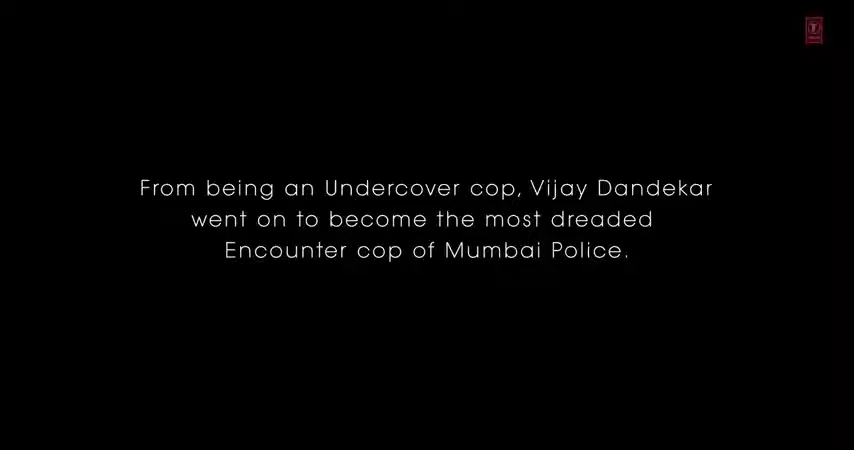 From being an Undercover cop, Vijay Dandekar
went on to become the most dreaded
Encounter cop of Mumbai Police.